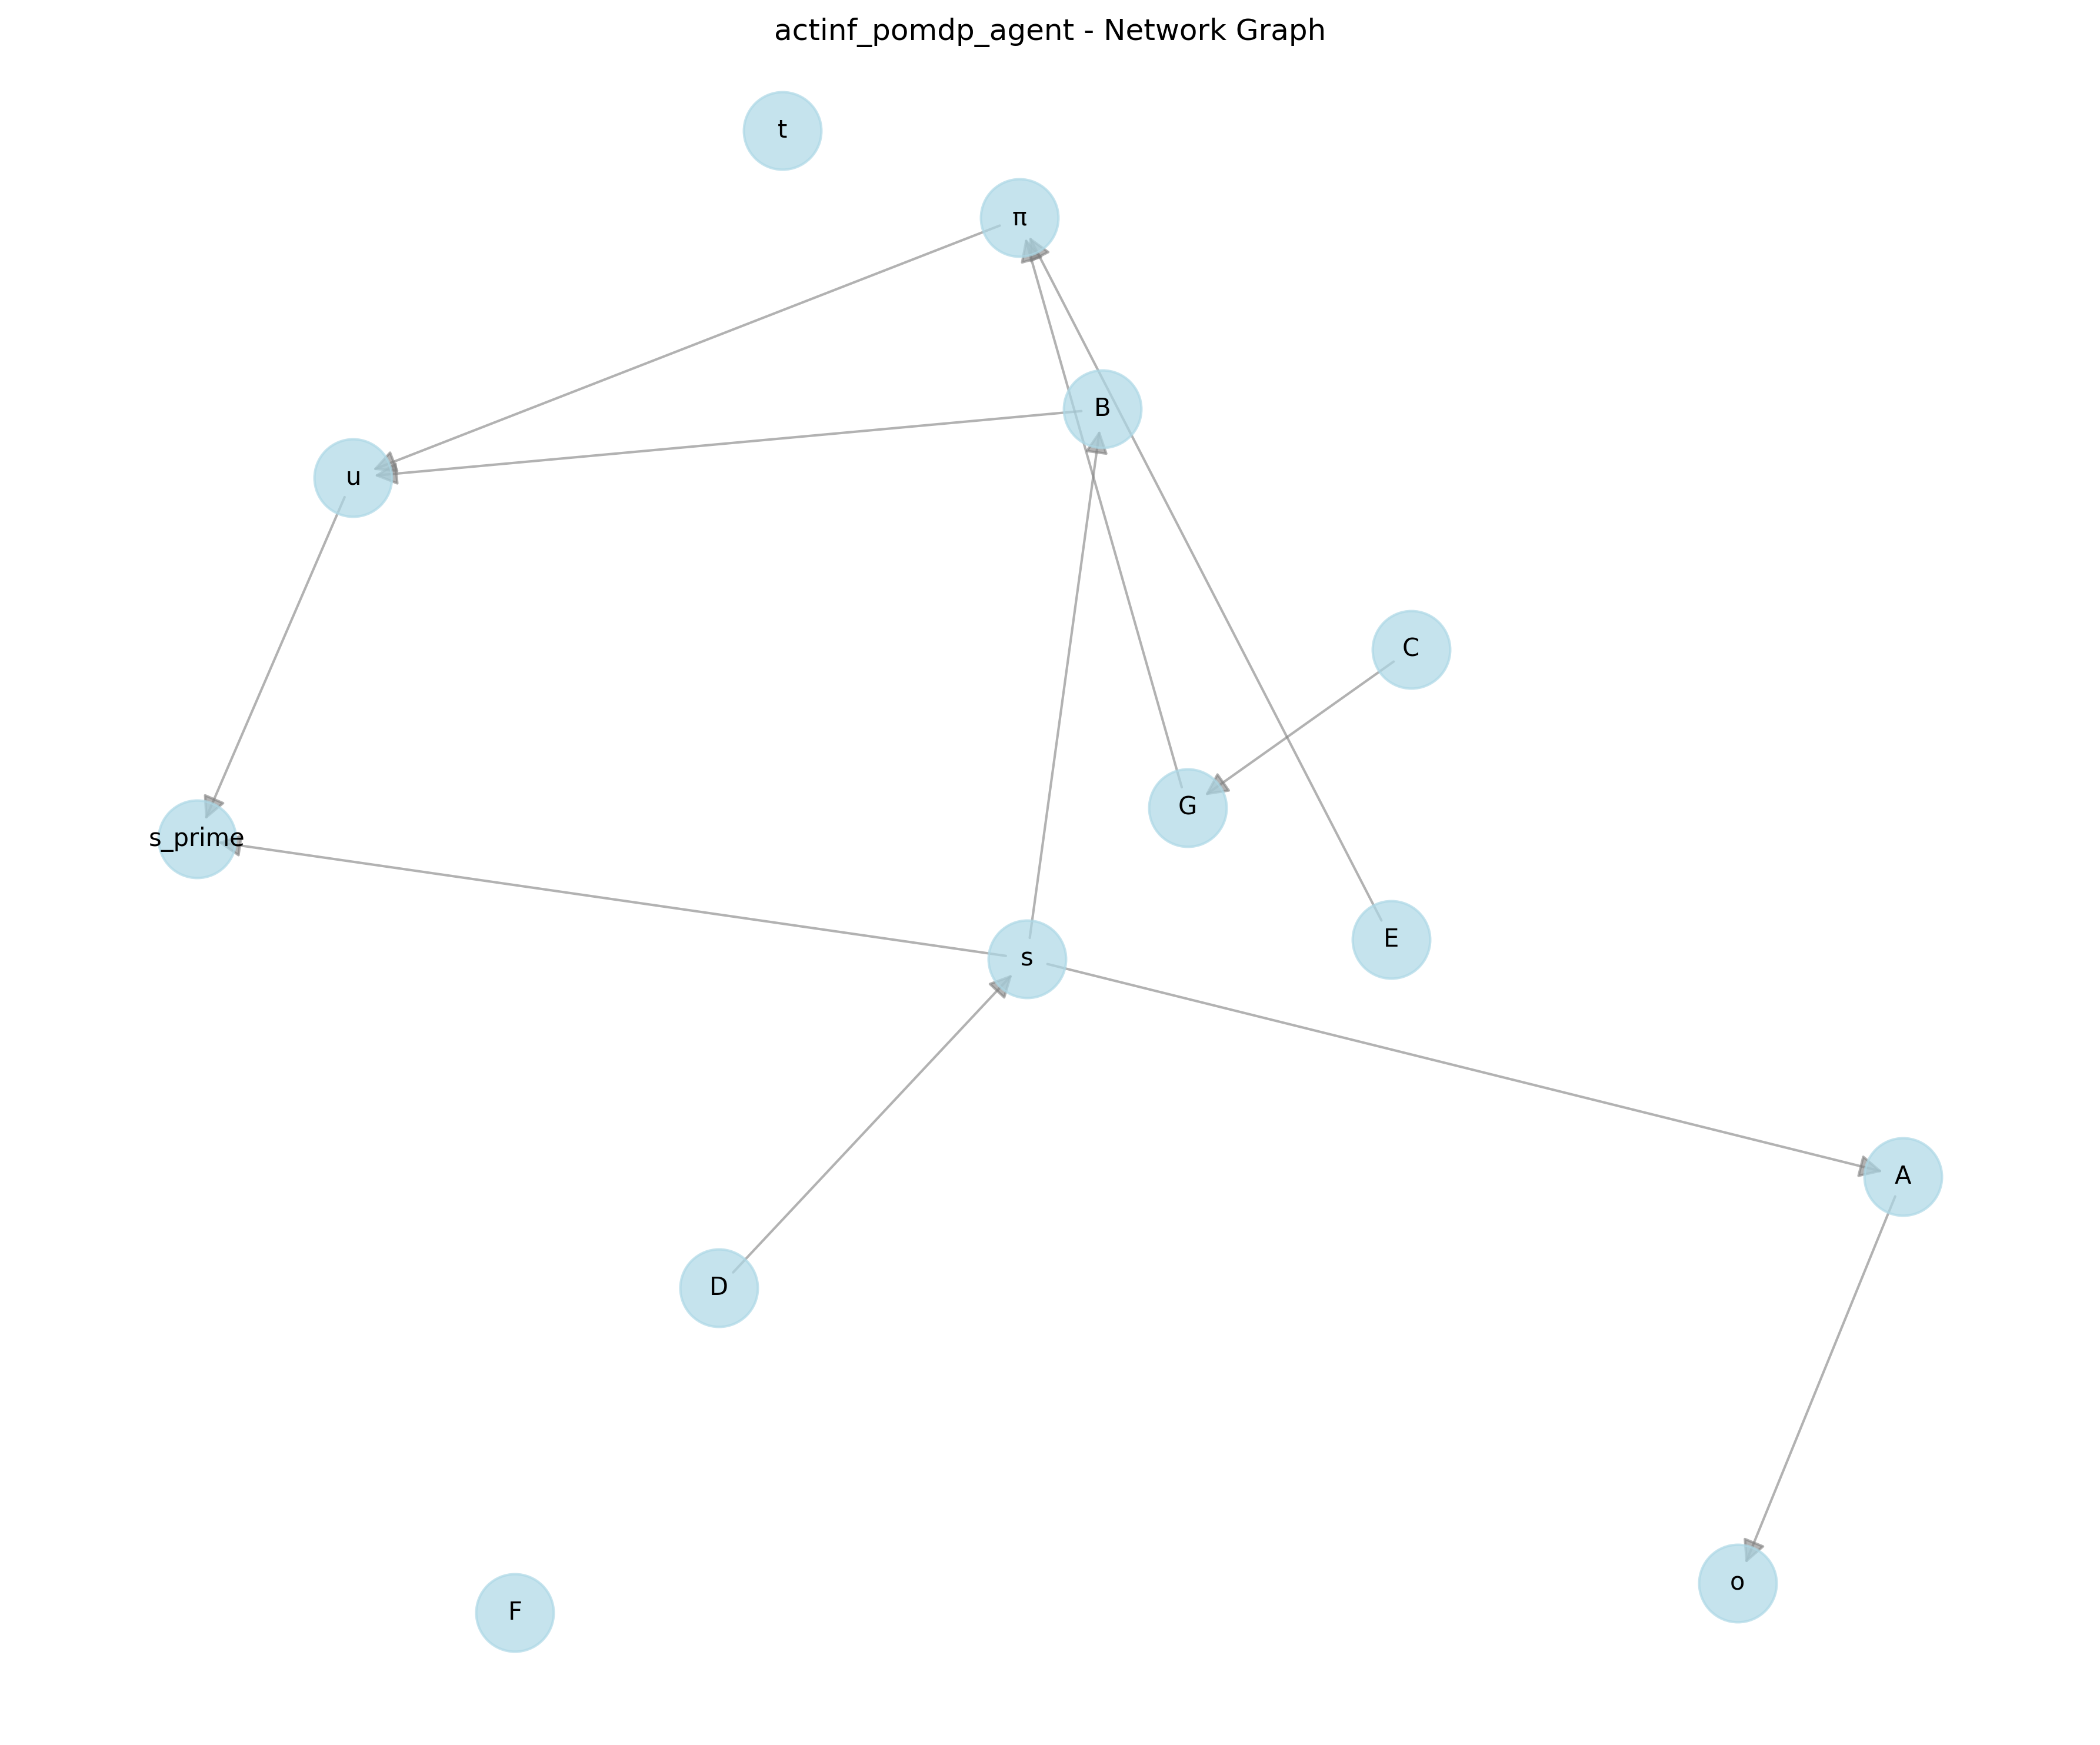 actinf_pomdp_agent - Network Graph
t
π
B
u
C
G
s_prime
E
s
A
D
o
F